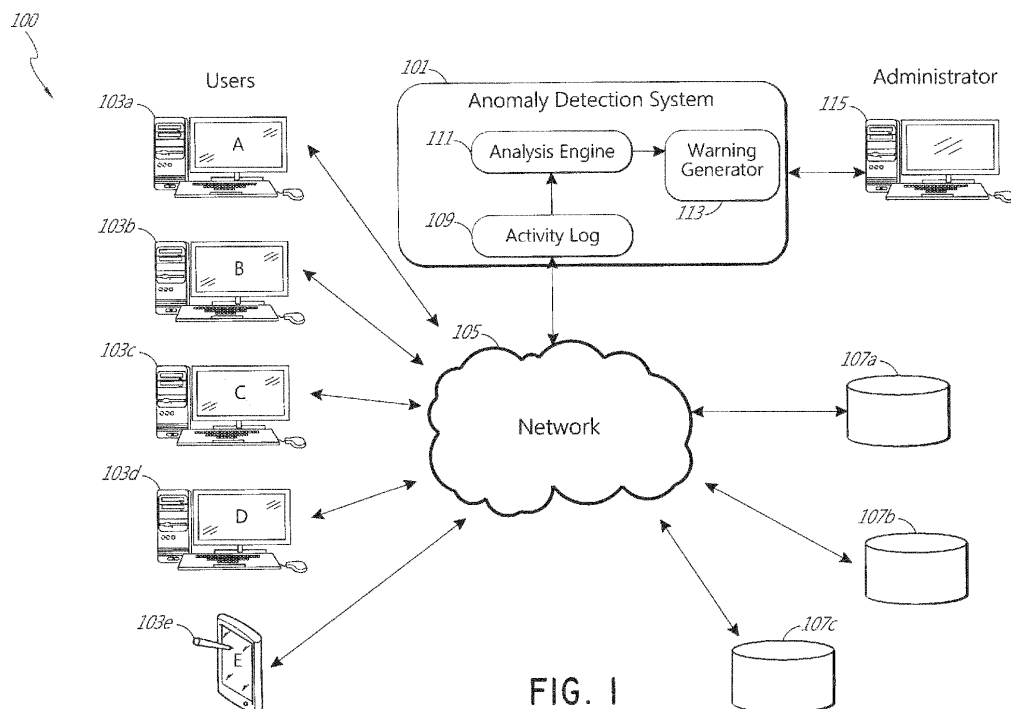 100
Users
103a
A
103b
B
103c
C
103d
D
103e
E
101
Anomaly Detection System
111
Analysis Engine
Warning
Generator
113
109
Activity Log
Administrator
115
105
Network
107a
107b
107c
FIG. 1